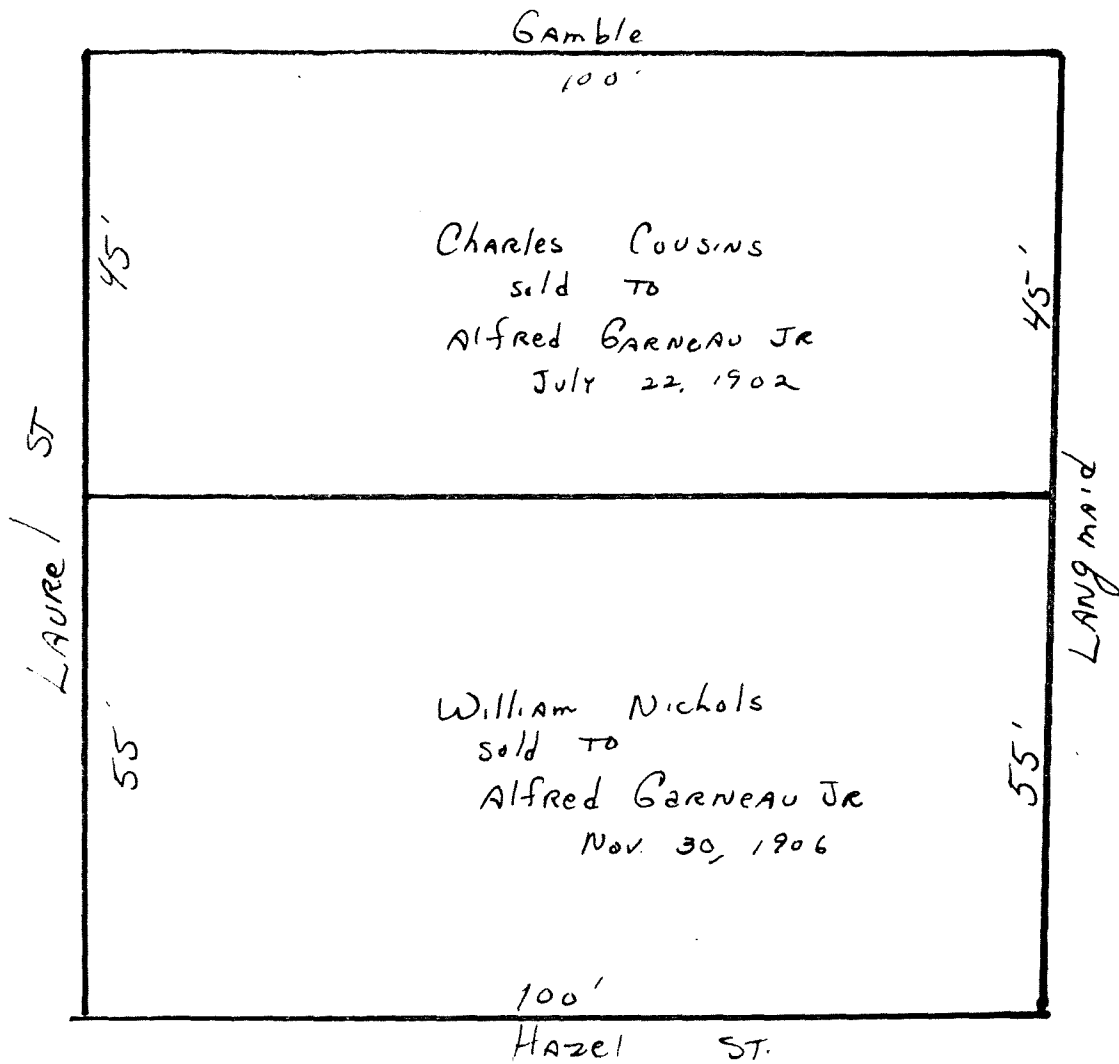 Gamble
100'
45'
Charles Cousins
sold to
Alfred Garneau Jr
July 22, 1902
45'
Laurel St
Langmaid
55'
William Nichols
sold to
Alfred Garneau Jr
Nov. 30, 1906
55'
100'
Hazel St.